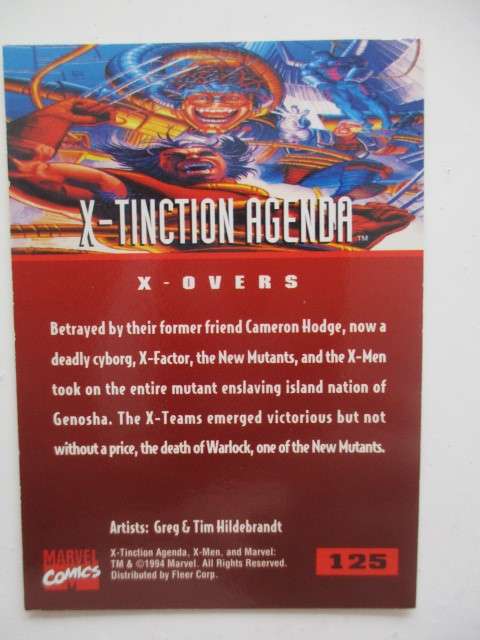 X-TINCTION AGENDA TM
X-OVERS
Betrayed by their former friend Cameron Hodge, now a
deadly cyborg, X-Factor, the New Mutants, and the X-Men
took on the entire mutant enslaving island nation of
Genosha. The X-Teams emerged victorious but not
without a price, the death of Warlock, one of the New Mutants.
Artists: Greg & Tim Hildebrandt
MARVEL
COMICS
X-Tinction Agenda, X-Men, and Marvel:
TM & ©1994 Marvel. All Rights Reserved.
Distributed by Fleer Corp.
125